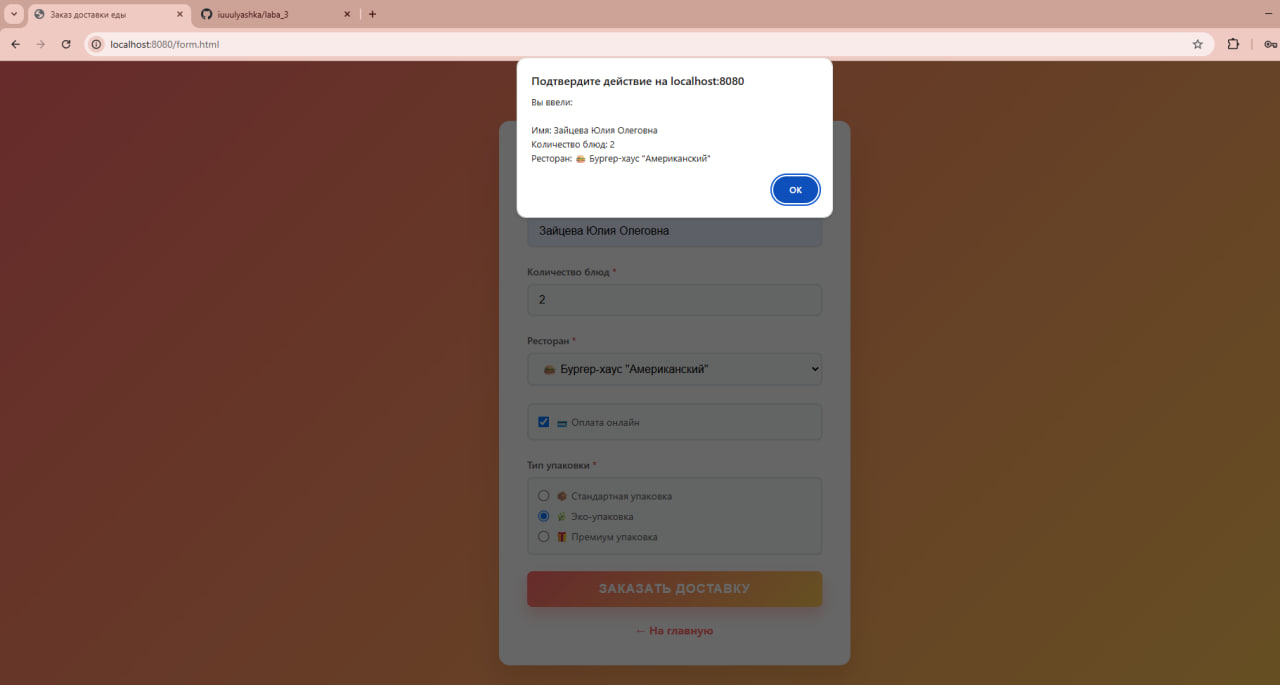 Заказ доставки еды
iuuulyashka/laba_3
localhost:8080/form.html
Подтвердите действие на localhost:8080
Вы ввели:
Имя: Зайцева Юлия Олеговна
Количество блюд: 2
Ресторан: 🍔 Бургер-хаус "Американский"
ОК
Зайцева Юлия Олеговна
Количество блюд *
2
Ресторан *
🍔 Бургер-хаус "Американский"
💳 Оплата онлайн
Тип упаковки *
📦 Стандартная упаковка
🌿 Эко-упаковка
🎁 Премиум упаковка
ЗАКАЗАТЬ ДОСТАВКУ
← На главную